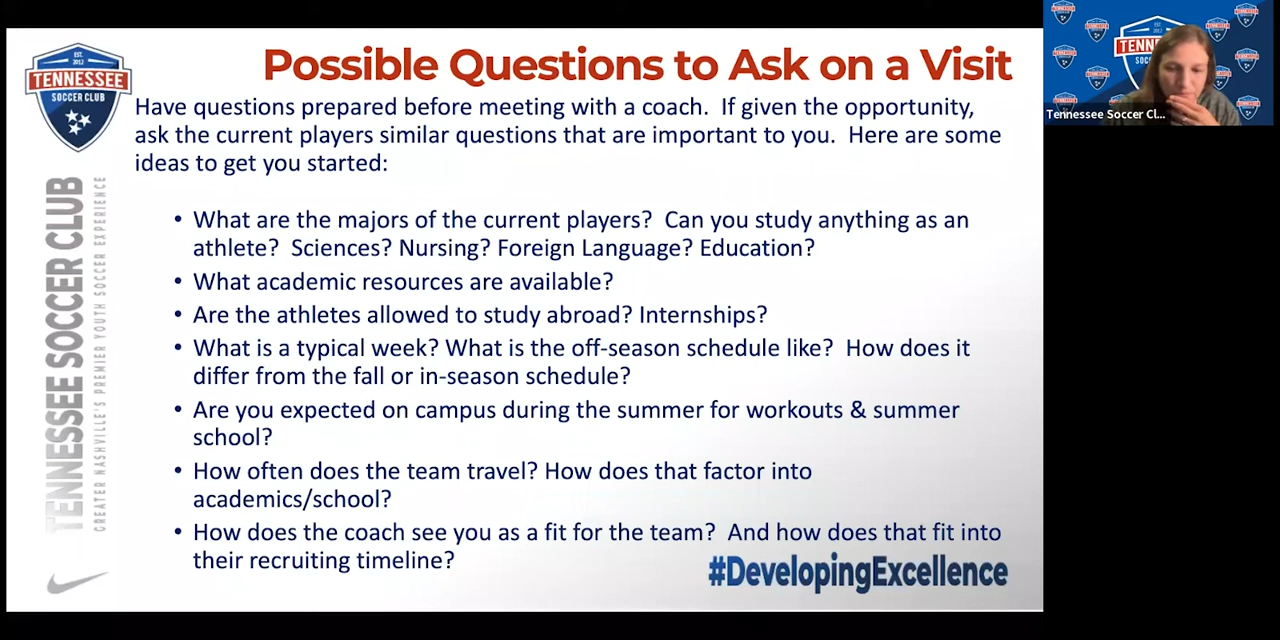 Possible Questions to Ask on a Visit
EST.
2012
TENNESSEE
SOCCER CLUB
TENNESSEE SOCCER CLUB
GREATER NASHVILLE'S PREMIER YOUTH SOCCER EXPERIENCE
Have questions prepared before meeting with a coach. If given the opportunity,
ask the current players similar questions that are important to you. Here are some
ideas to get you started:
• What are the majors of the current players? Can you study anything as an
athlete? Sciences? Nursing? Foreign Language? Education?
• What academic resources are available?
• Are the athletes allowed to study abroad? Internships?
• What is a typical week? What is the off-season schedule like? How does it
differ from the fall or in-season schedule?
• Are you expected on campus during the summer for workouts & summer
school?
• How often does the team travel? How does that factor into
academics/school?
• How does the coach see you as a fit for the team? And how does that fit into
their recruiting timeline?
#DevelopingExcellence
EST.
2012
Tennessee Soccer Cl...